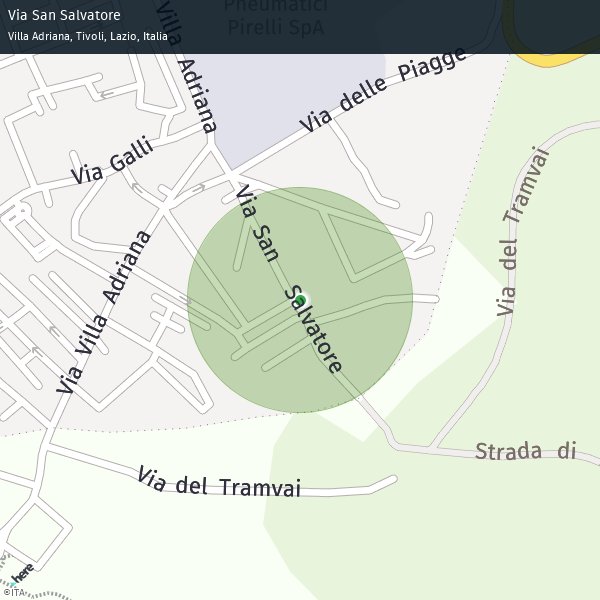 Via San Salvatore
Villa Adriana, Tivoli, Lazio, Italia
Pneumatici
Pirelli SpA
Villa Adriana
Via delle Piagge
Via Galli
Via San Salvatore
Via Villa Adriana
Via del Tramvai
Strada di
Via del Tramvai
here
©ITA